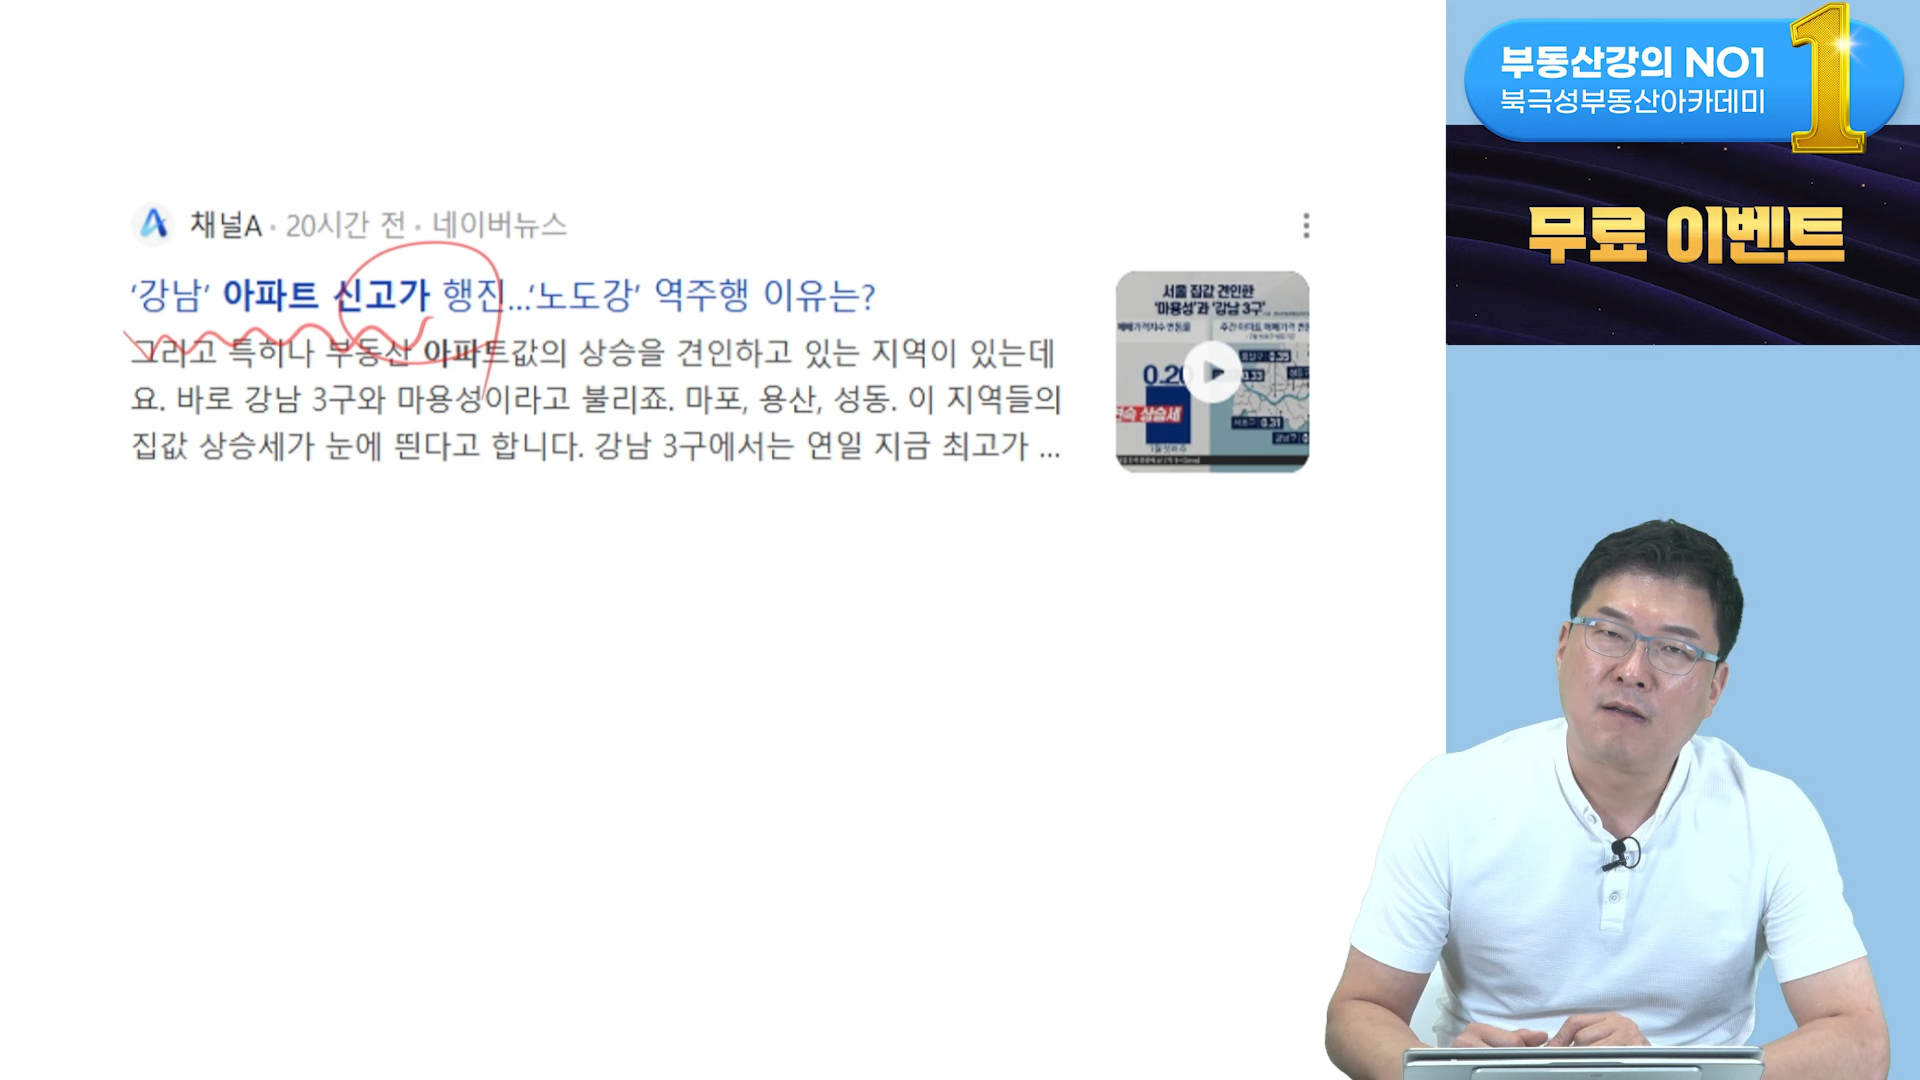 채널A · 20시간 전 · 네이버뉴스
'강남' 아파트 신고가 행진...'노도강' 역주행 이유는?
그리고 특히나 부동산 아파트값의 상승을 견인하고 있는 지역이 있는데
요. 바로 강남 3구와 마용성이라고 불리죠. 마포, 용산, 성동. 이 지역들의
집값 상승세가 눈에 띈다고 합니다. 강남 3구에서는 연일 지금 최고가 ...
서울 집값 견인한
'마용성'과 '강남 3구'
0.20
상승세
부동산강의 NO1
북극성부동산아카데미
1
무료 이벤트